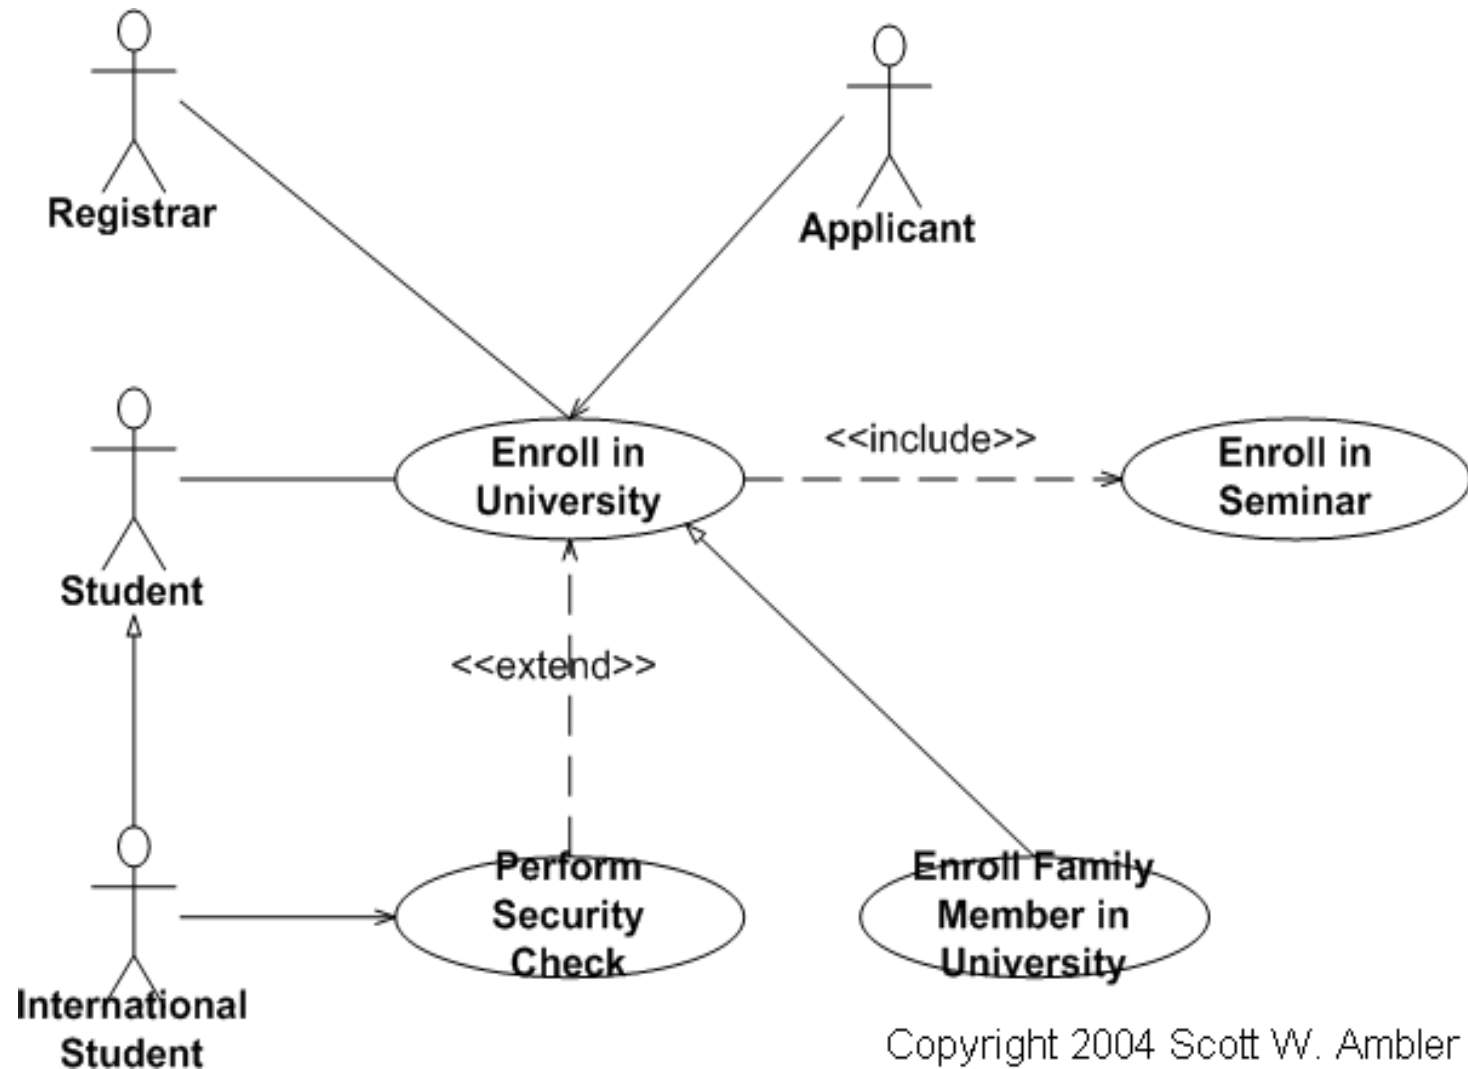 Registrar
Applicant
Enroll in
University
<<include>>
Enroll in
Seminar
Student
<<extend>>
Perform
Security
Check
Enroll Family
Member in
University
International
Student
Copyright 2004 Scott W. Ambler